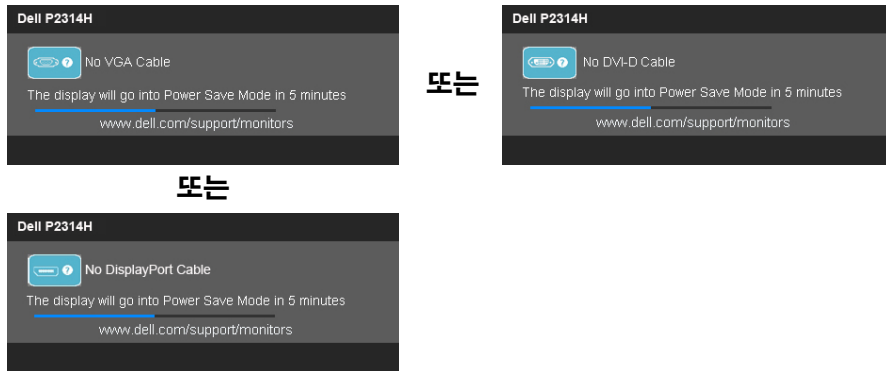 Dell P2314H
No VGA Cable
The display will go into Power Save Mode in 5 minutes
www.dell.com/support/monitors
또는
Dell P2314H
No DVI-D Cable
The display will go into Power Save Mode in 5 minutes
www.dell.com/support/monitors
또는
Dell P2314H
No DisplayPort Cable
The display will go into Power Save Mode in 5 minutes
www.dell.com/support/monitors